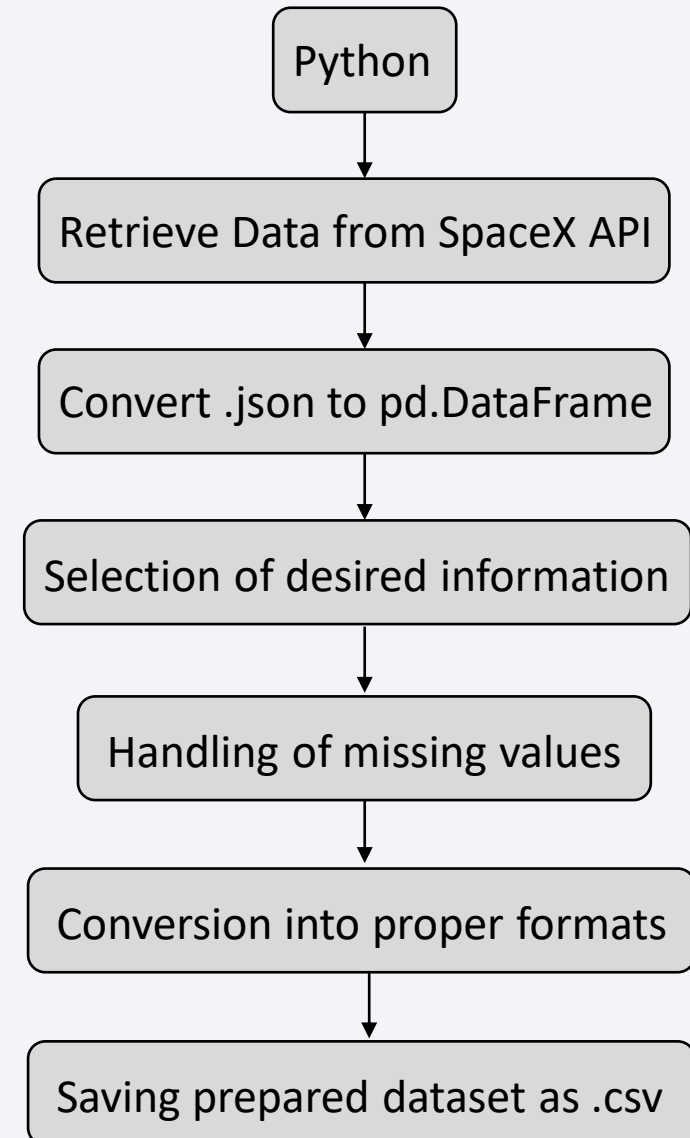 Python
Retrieve Data from SpaceX API
Convert .json to pd.DataFrame
Selection of desired information
Handling of missing values
Conversion into proper formats
Saving prepared dataset as .csv